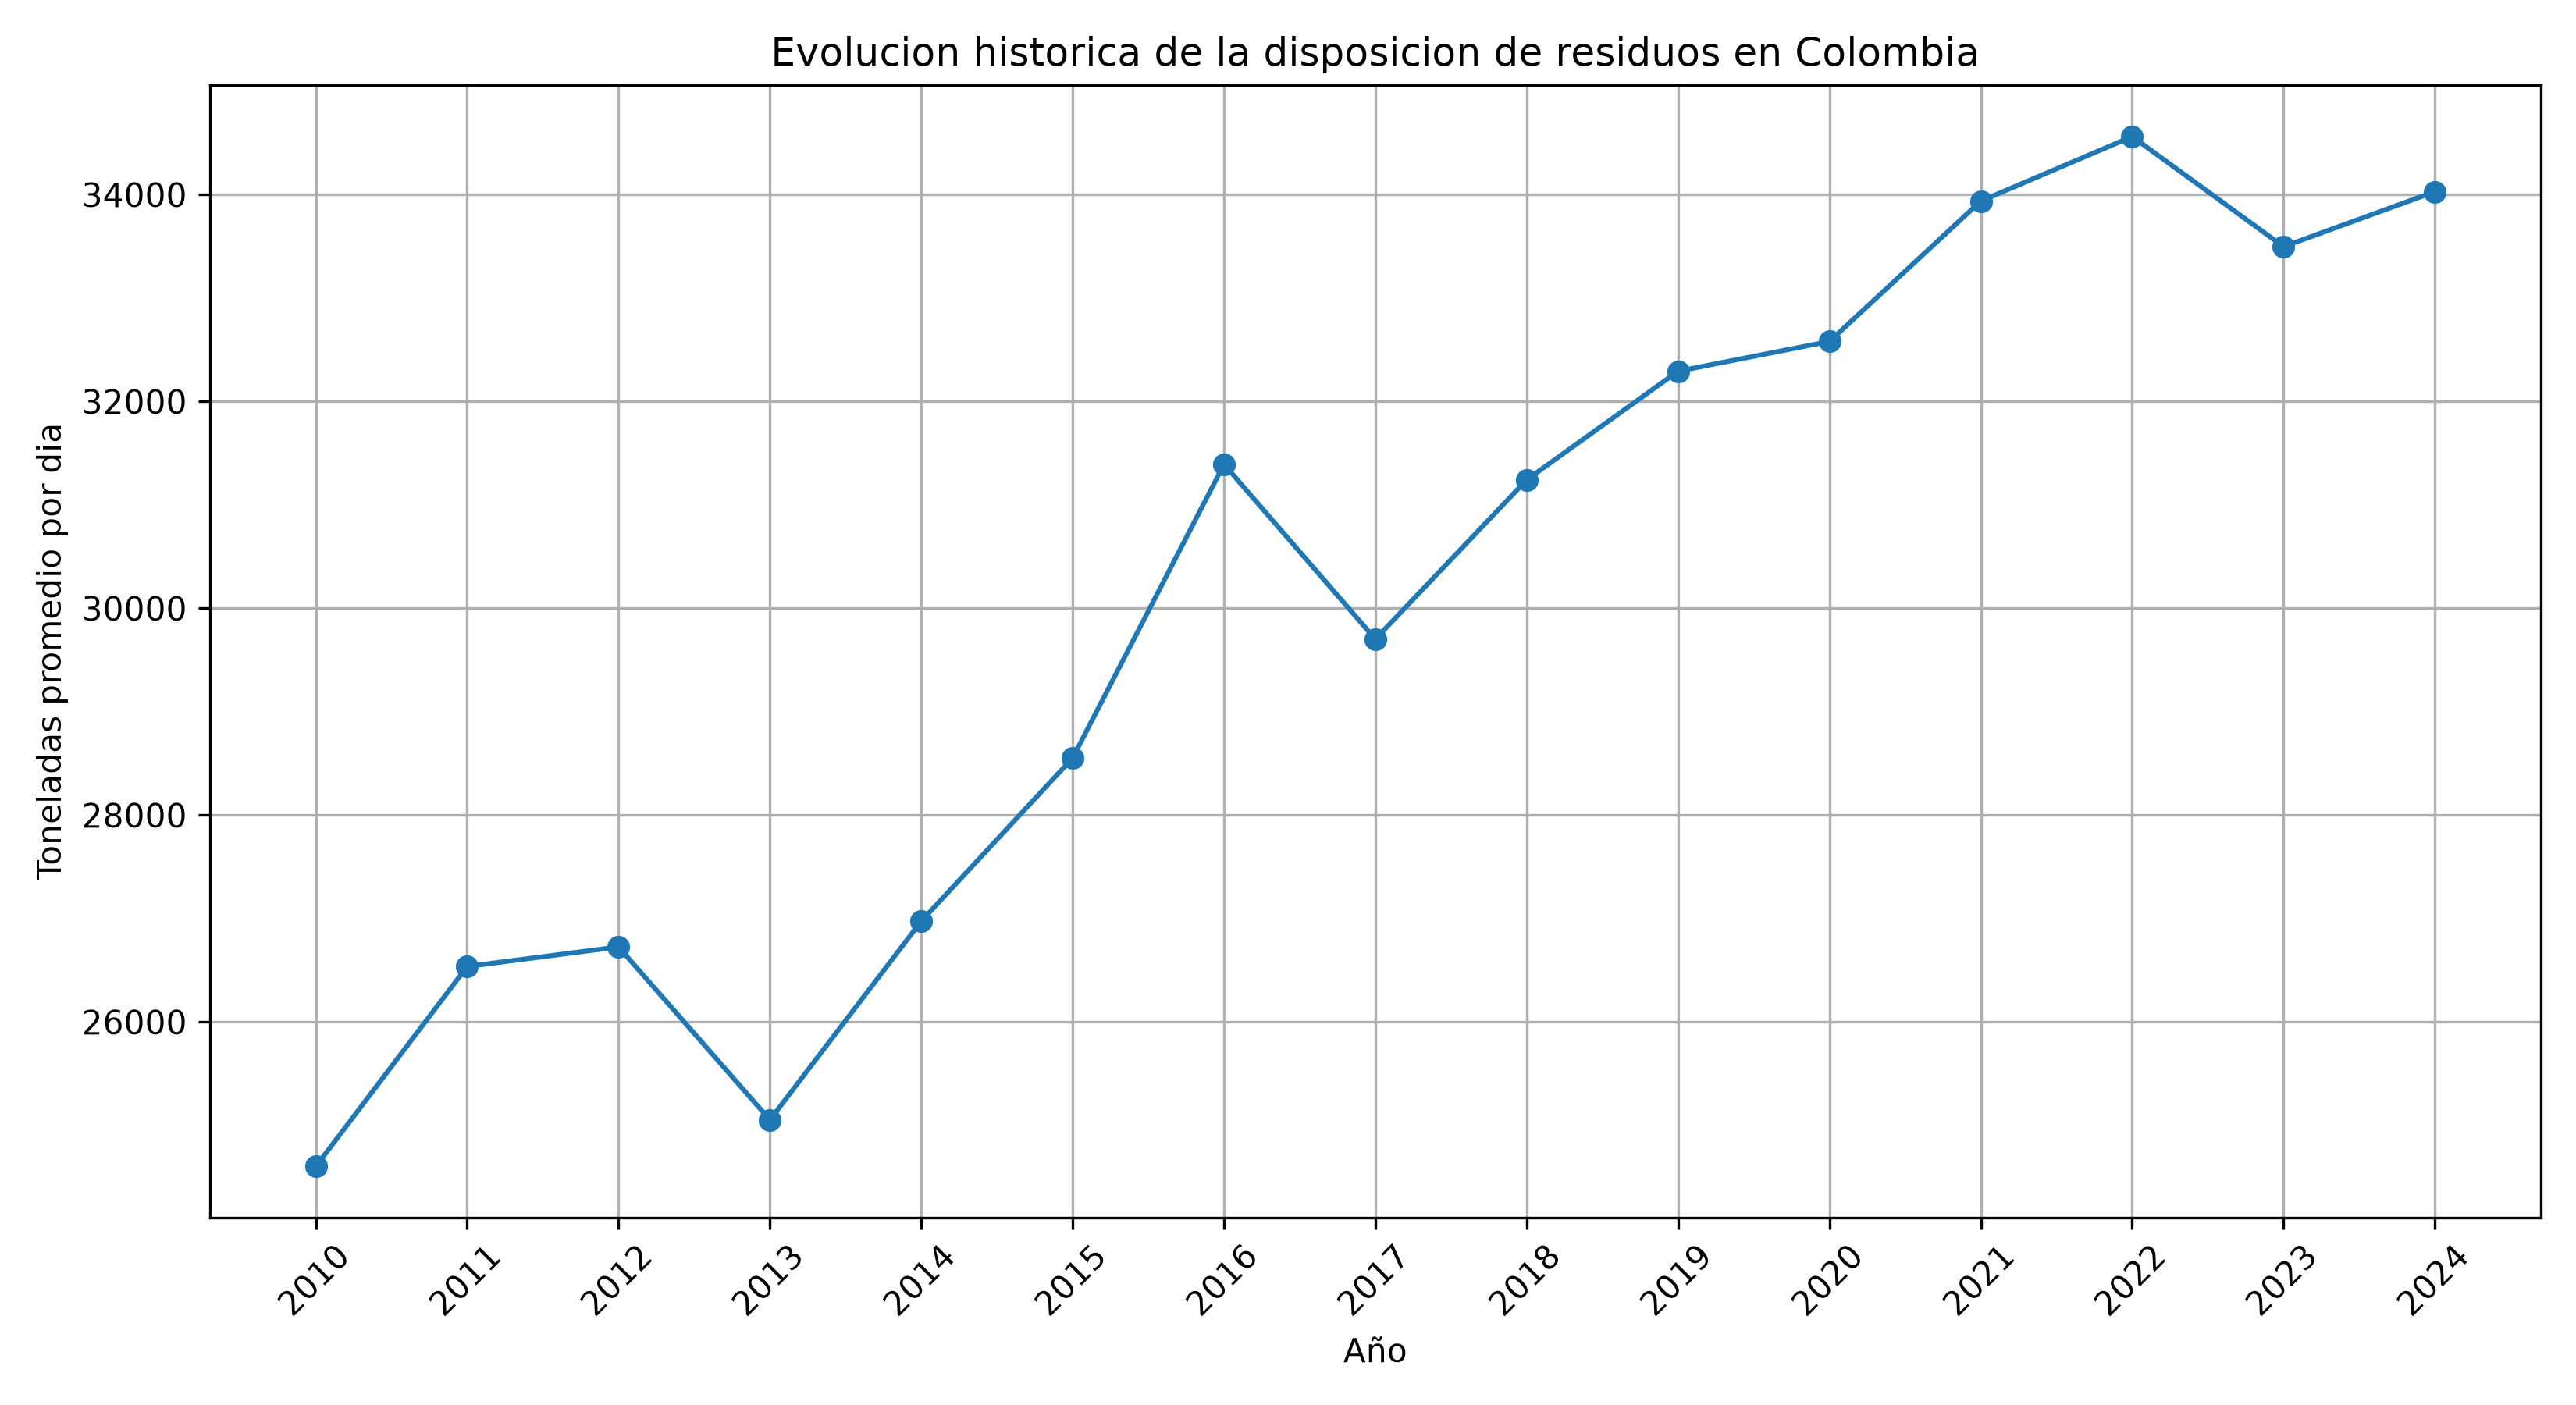 Evolucion historica de la disposicion de residuos en Colombia
Toneladas promedio por dia
34000
32000
30000
28000
26000
2010 2011 2012 2013 2014 2015 2016 2017 2018 2019 2020 2021 2022 2023 2024
Año